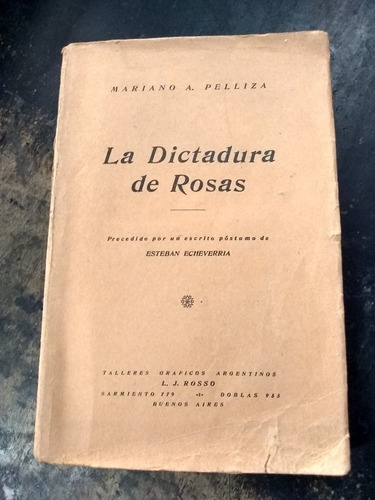 MARIANO A. PELLIZA
La Dictadura
de Rosas
Precedido por un escrito póstumo de
ESTEBAN ECHEVERRIA
TALLERES GRAFICOS ARGENTINOS
L. J. ROSSO
SARMIENTO 779 -:- DOBLAS 955
BUENOS AIRES